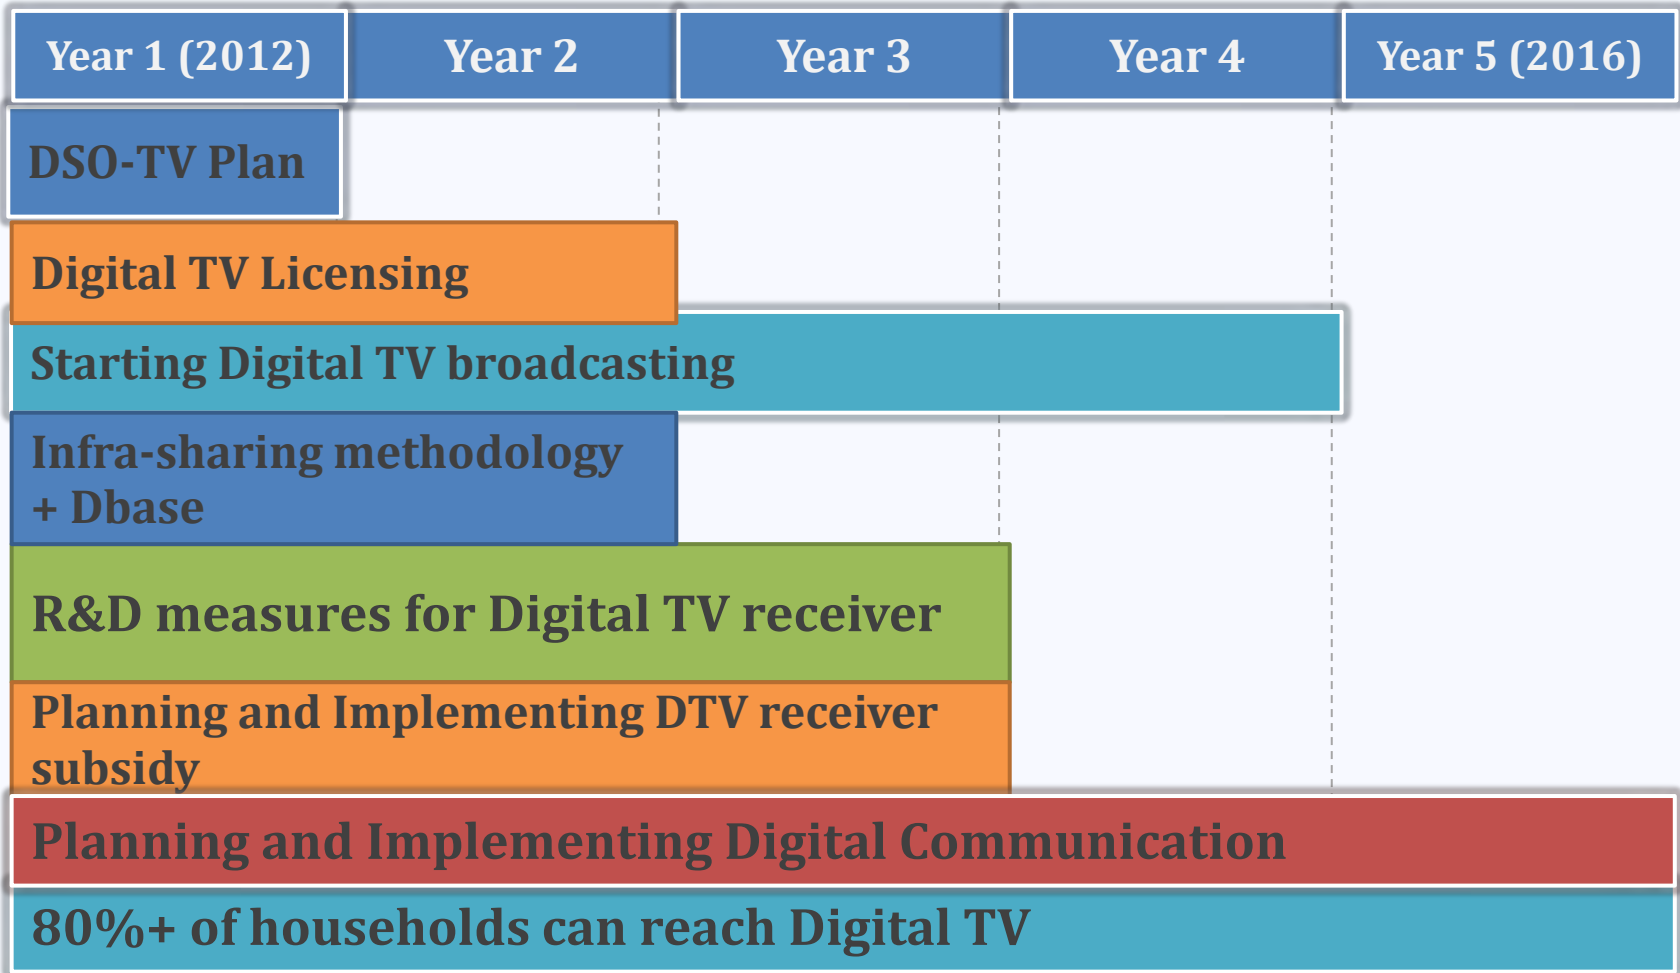 Year 1 (2012) Year 2 Year 3 Year 4 Year 5 (2016)
DSO-TV Plan
Digital TV Licensing
Starting Digital TV broadcasting
Infra-sharing methodology
+ Dbase
R&D measures for Digital TV receiver
Planning and Implementing DTV receiver
subsidy
Planning and Implementing Digital Communication
80%+ of households can reach Digital TV